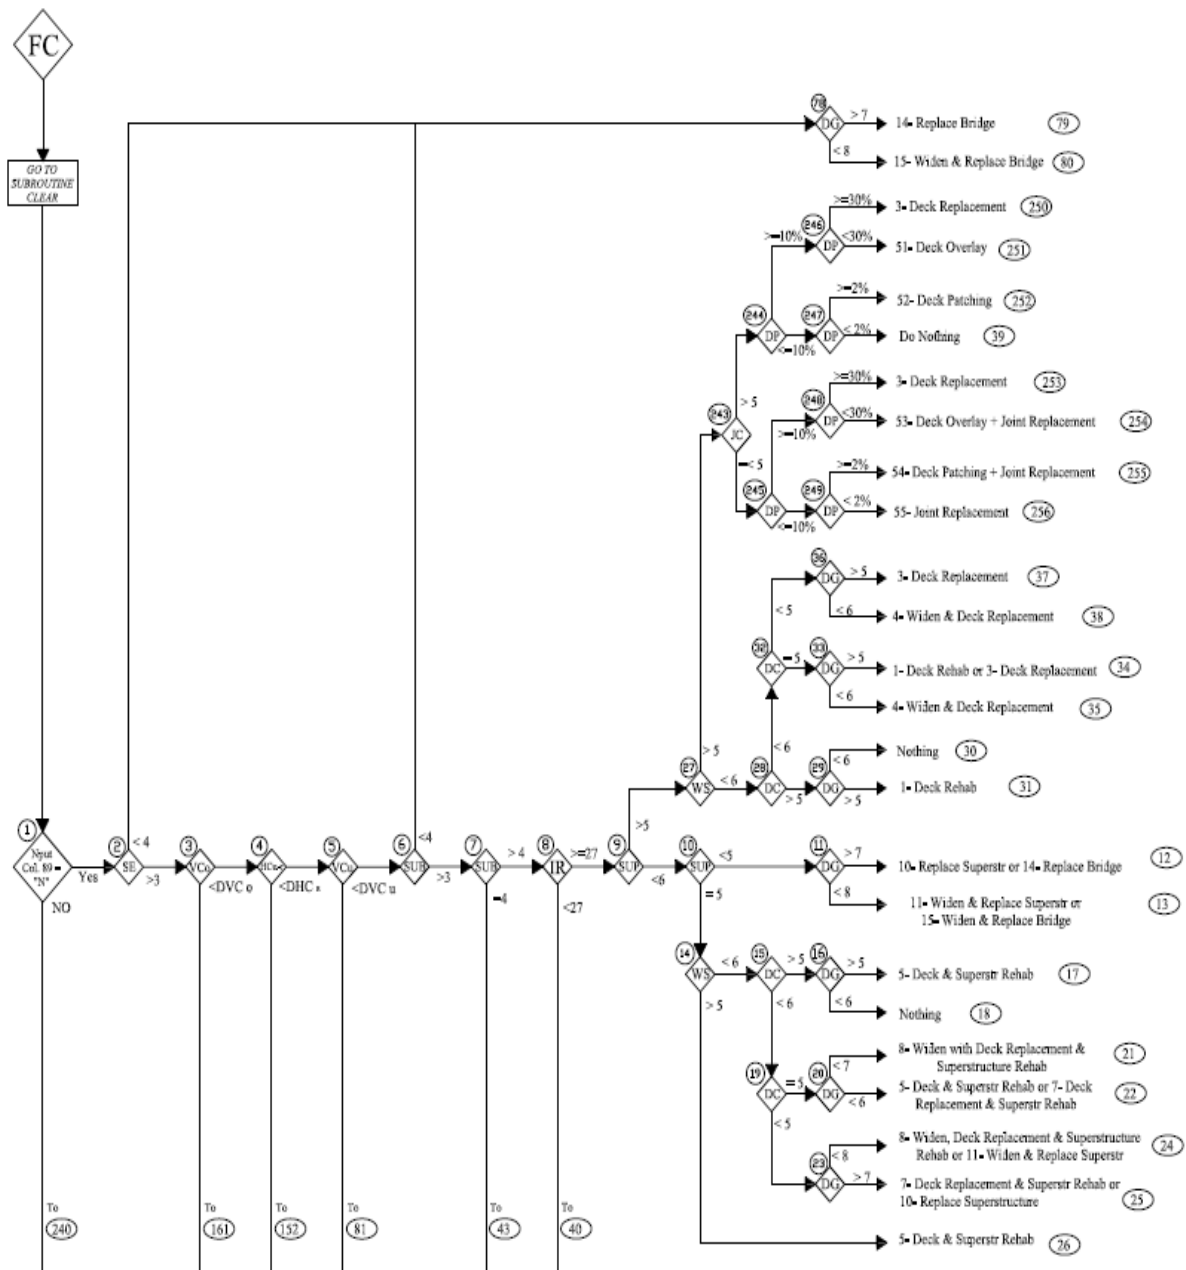 FC
GO TO
SUBROUTINE
CLEAR
78
DG
> 7
14- Replace Bridge
79
< 8
15- Widen & Replace Bridge
80
246
DP
>=30%
3- Deck Replacement
250
>=10%
<30%
51- Deck Overlay
251
244
DP
247
DP
>=2%
52- Deck Patching
252
<=10%
< 2%
Do Nothing
39
243
JC
> 5
248
DP
>=30%
3- Deck Replacement
253
>=10%
<30%
53- Deck Overlay + Joint Replacement
254
=< 5
245
DP
249
DP
>=2%
54- Deck Patching + Joint Replacement
255
<=10%
< 2%
55- Joint Replacement
256
36
DG
> 5
3- Deck Replacement
37
< 5
< 6
4- Widen & Deck Replacement
38
32
DC
=5
33
DG
> 5
1- Deck Rehab or 3- Deck Replacement
34
< 6
4- Widen & Deck Replacement
35
> 5
< 6
< 6
Nothing
30
27
WS
< 6
28
DC
> 5
29
DG
> 5
1- Deck Rehab
31
1
Nput
Col. 89 =
"N"
Yes
NO
2
SE
< 4
>3
3
VCo
<DVC o
4
<DHC s
5
VCu
<DVC u
6
SUB
<4
>3
7
SUB
> 4
=4
8
IR
>=27
<27
9
SUP
>5
<6
10
SUP
<5
= 5
11
DG
> 7
10- Replace Superstr or 14- Replace Bridge
12
< 8
11- Widen & Replace Superstr or
15- Widen & Replace Bridge
13
14
WS
< 6
> 5
15
DC
> 5
< 6
16
DG
> 5
5- Deck & Superstr Rehab
17
< 6
Nothing
18
19
DC
= 5
< 5
20
DG
< 7
8- Widen with Deck Replacement &
Superstructure Rehab
21
< 6
5- Deck & Superstr Rehab or 7- Deck
Replacement & Superstr Rehab
22
23
DG
< 8
8- Widen, Deck Replacement & Superstructure
Rehab or 11- Widen & Replace Superstr
24
> 7
7- Deck Replacement & Superstr Rehab or
10- Replace Superstructure
25
5- Deck & Superstr Rehab
26
To
240
To
161
To
152
To
81
To
43
To
40